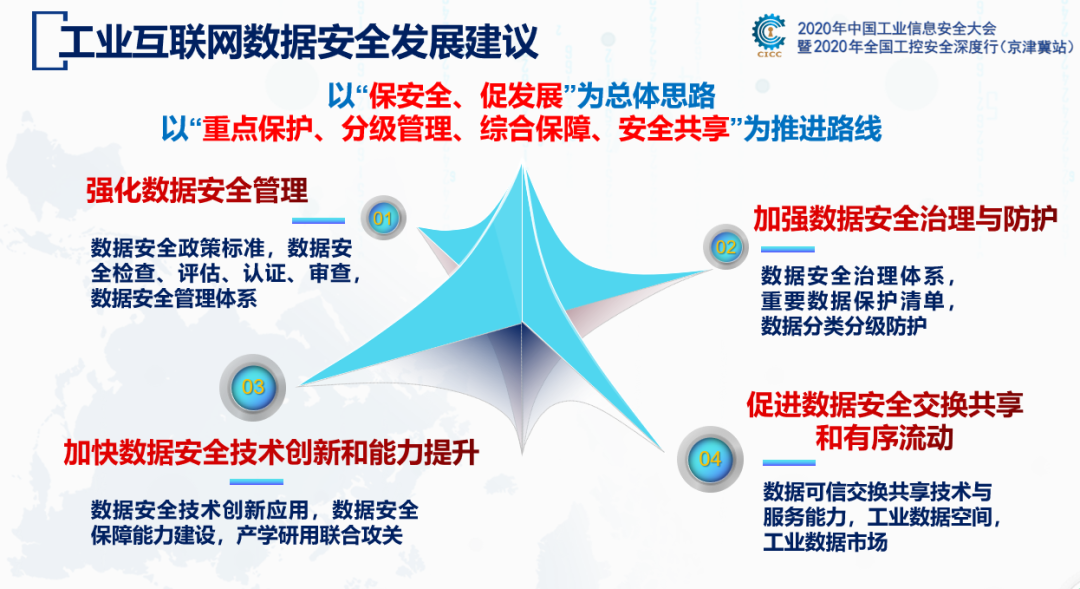 工业互联网数据安全发展建议
CICC
2020年中国工业信息安全大会
暨2020年全国工控安全深度行(京津冀站)
以“保安全、促发展”为总体思路
以“重点保护、分级管理、综合保障、安全共享”为推进路线
强化数据安全管理
01
数据安全政策标准，数据安
全检查、评估、认证、审查，
数据安全管理体系
加强数据安全治理与防护
02
数据安全治理体系，
重要数据保护清单，
数据分类分级防护
03
加快数据安全技术创新和能力提升
数据安全技术创新应用，数据安全
保障能力建设，产学研用联合攻关
促进数据安全交换共享
和有序流动
04
数据可信交换共享技术与
服务能力，工业数据空间，
工业数据市场